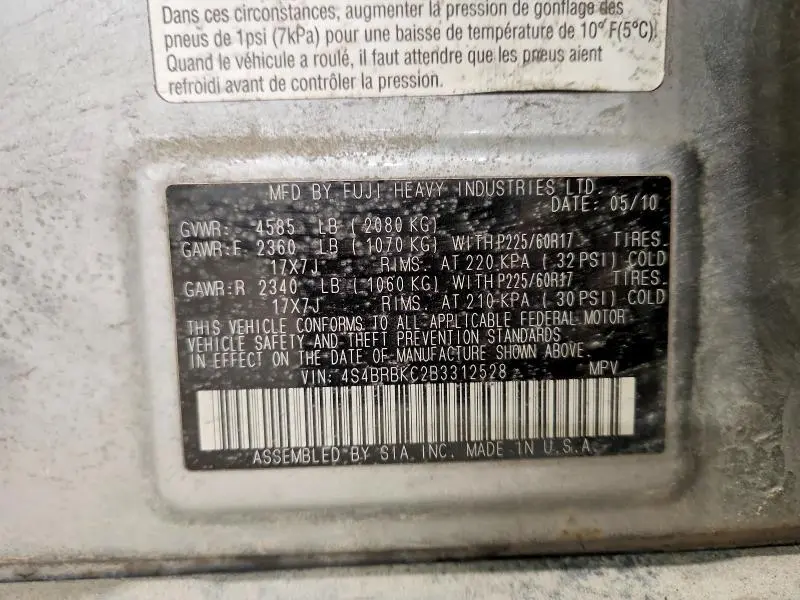 Dans ces circonstances, augmenter la pression de gonflage des
pneus de 1psi (7kPa) pour une baisse de température de 10° F(5°C).
Quand le véhicule a roulé, il faut attendre que les pneus aient
refroidi avant de contrôler la pression.
MFD BY FUJI HEAVY INDUSTRIES LTD.
DATE: 05/10
GVWR: 4585 LB ( 2080 KG)
GAWR:F 2360 LB ( 1070 KG) WITH P225/60R17 TIRES.
17X7J RIMS. AT 220 KPA ( 32 PSI) COLD
GAWR:R 2340 LB ( 1060 KG) WITH P225/60R17 TIRES.
17X7J RIMS. AT 210 KPA ( 30 PSI) COLD
THIS VEHICLE CONFORMS TO ALL APPLICABLE FEDERAL MOTOR
VEHICLE SAFETY AND THEFT PREVENTION STANDARDS
IN EFFECT ON THE DATE OF MANUFACTURE SHOWN ABOVE.
VIN: 4S4BRBKC2B3312528 MPV
ASSEMBLED BY SIA, INC. MADE IN U.S.A.